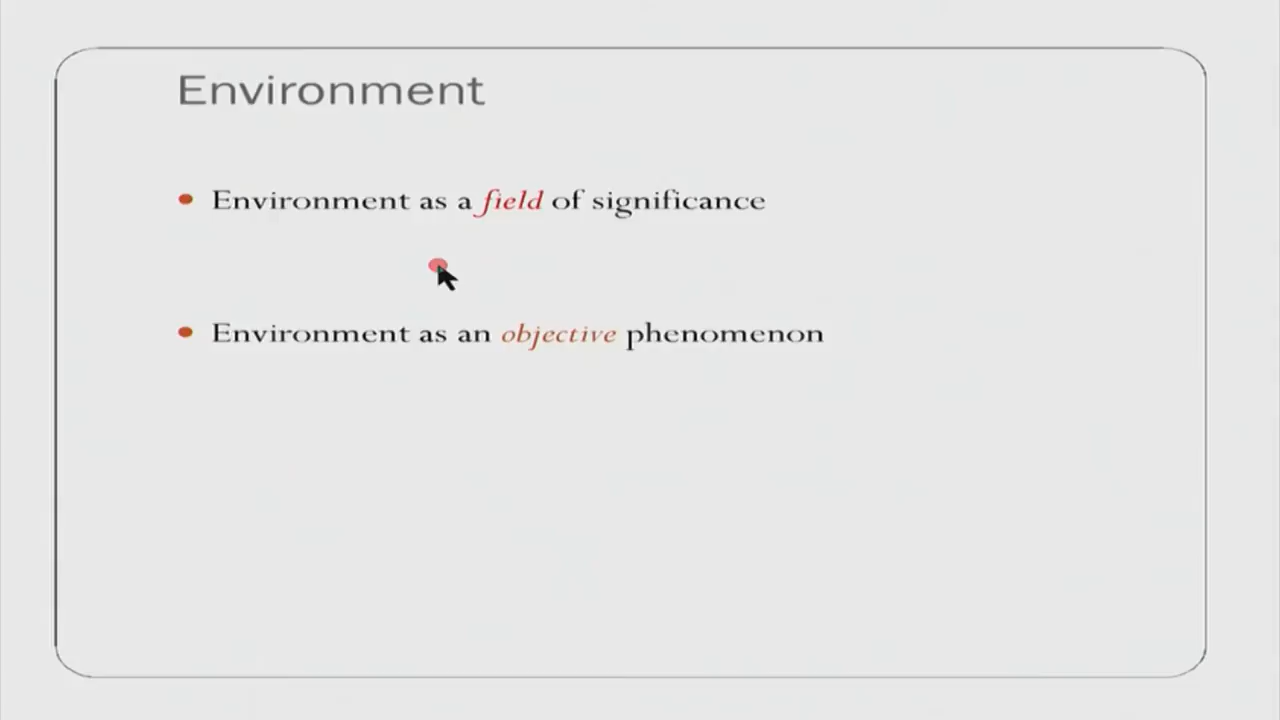 Environment
Environment as a field of significance
Environment as an objective phenomenon